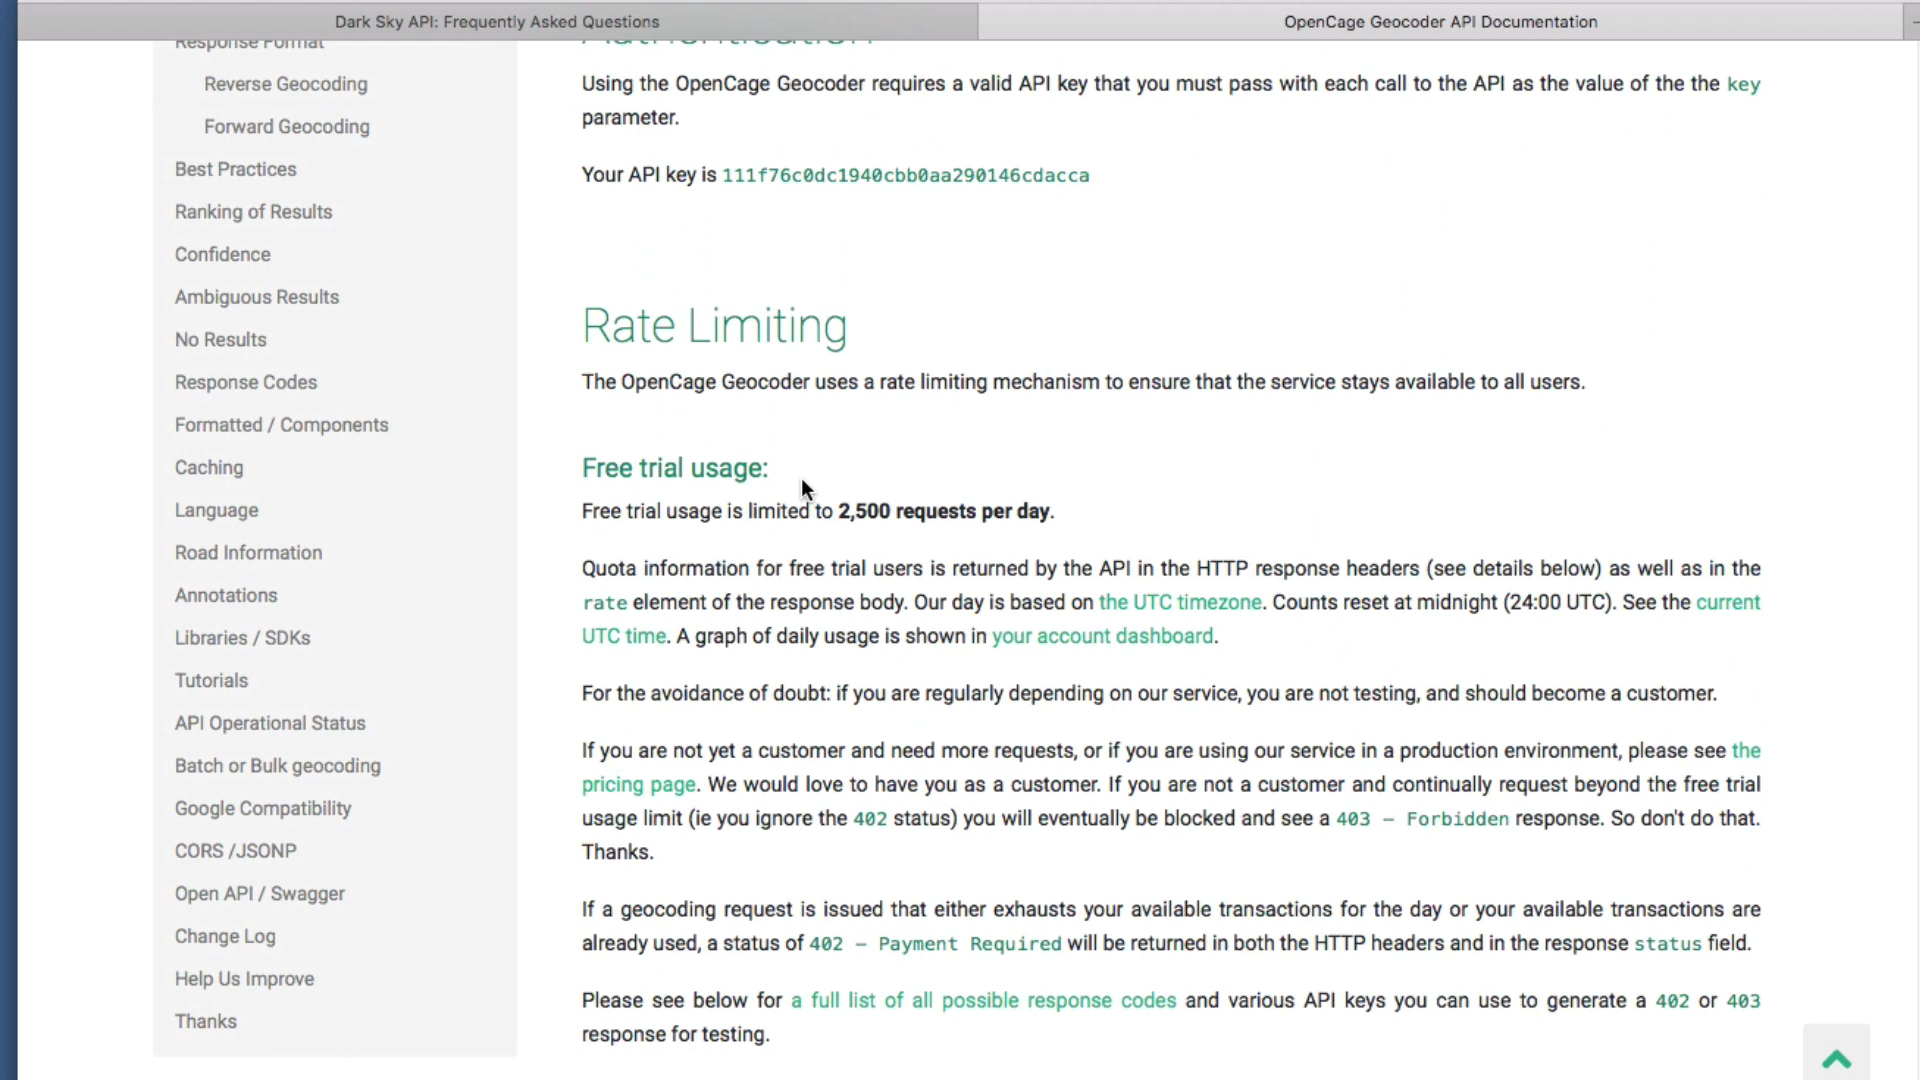 Dark Sky API: Frequently Asked Questions
OpenCage Geocoder API Documentation
Response Format
Reverse Geocoding
Forward Geocoding
Best Practices
Ranking of Results
Confidence
Ambiguous Results
No Results
Response Codes
Formatted / Components
Caching
Language
Road Information
Annotations
Libraries / SDKs
Tutorials
API Operational Status
Batch or Bulk geocoding
Google Compatibility
CORS /JSONP
Open API / Swagger
Change Log
Help Us Improve
Thanks
Authentication
Using the OpenCage Geocoder requires a valid API key that you must pass with each call to the API as the value of the the key
parameter.
Your API key is 111f76c0dc1940cbb0aa290146cdacca
Rate Limiting
The OpenCage Geocoder uses a rate limiting mechanism to ensure that the service stays available to all users.
Free trial usage:
Free trial usage is limited to 2,500 requests per day.
Quota information for free trial users is returned by the API in the HTTP response headers (see details below) as well as in the
rate element of the response body. Our day is based on the UTC timezone. Counts reset at midnight (24:00 UTC). See the current
UTC time. A graph of daily usage is shown in your account dashboard.
For the avoidance of doubt: if you are regularly depending on our service, you are not testing, and should become a customer.
If you are not yet a customer and need more requests, or if you are using our service in a production environment, please see the
pricing page. We would love to have you as a customer. If you are not a customer and continually request beyond the free trial
usage limit (ie you ignore the 402 status) you will eventually be blocked and see a 403 – Forbidden response. So don't do that.
Thanks.
If a geocoding request is issued that either exhausts your available transactions for the day or your available transactions are
already used, a status of 402 – Payment Required will be returned in both the HTTP headers and in the response status field.
Please see below for a full list of all possible response codes and various API keys you can use to generate a 402 or 403
response for testing.